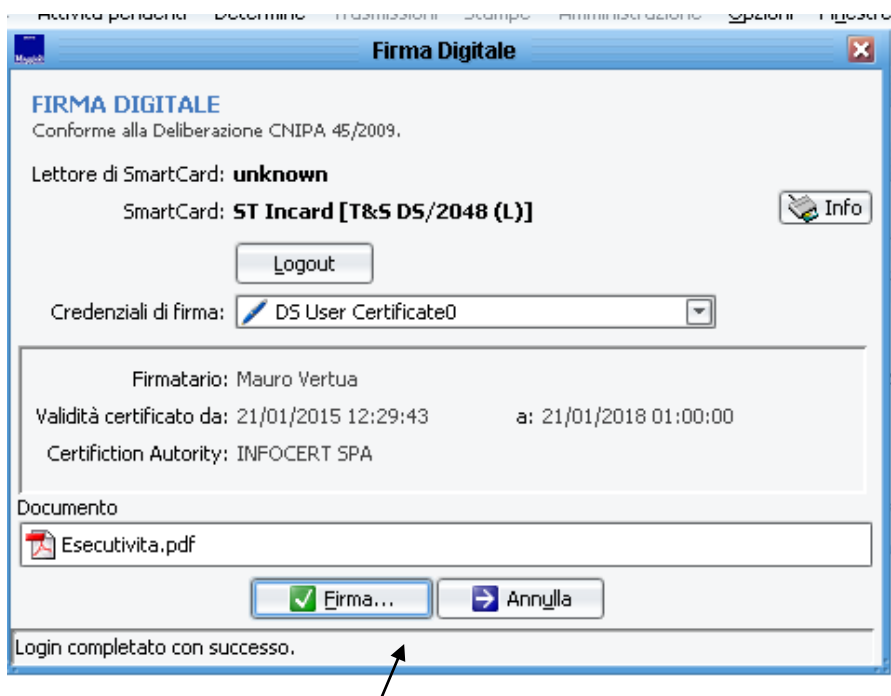 Attività pendenti Determine Trasmissioni Stampe Amministrazione Opzioni Finestre
Firma Digitale
FIRMA DIGITALE
Conforme alla Deliberazione CNIPA 45/2009.
Lettore di SmartCard: unknown
SmartCard: ST Incard [T&S DS/2048 (L)]
Info
Logout
Credenziali di firma: DS User Certificate0
Firmatario: Mauro Vertua
Validità certificato da: 21/01/2015 12:29:43 a: 21/01/2018 01:00:00
Certifiction Autority: INFOCERT SPA
Documento
Esecutivita.pdf
Firma... Annulla
Login completato con successo.